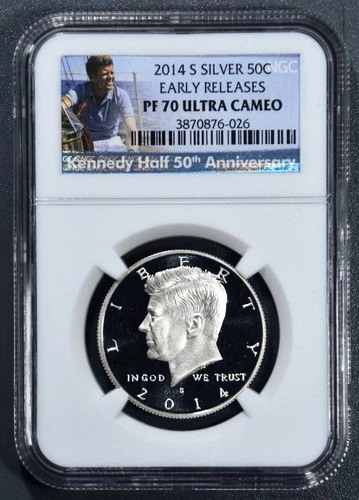 2014 S SILVER 50C
NGC
EARLY RELEASES
PF 70 ULTRA CAMEO
3870876-026
Kennedy Half 50th Anniversary
LIBERTY
IN GOD WE TRUST
S
2014